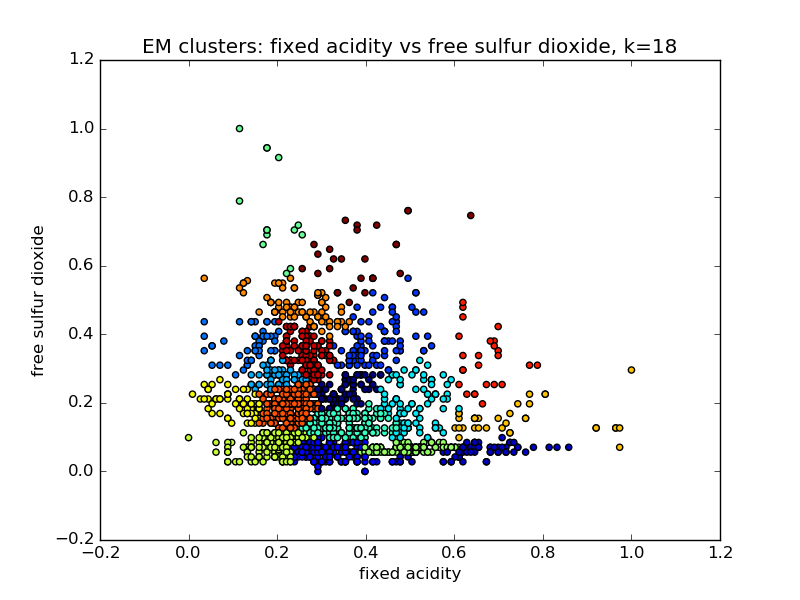 EM clusters: fixed acidity vs free sulfur dioxide, k=18
1.2
1.0
0.8
0.6
0.4
0.2
0.0
−0.2
free sulfur dioxide
−0.2 0.0 0.2 0.4 0.6 0.8 1.0 1.2
fixed acidity